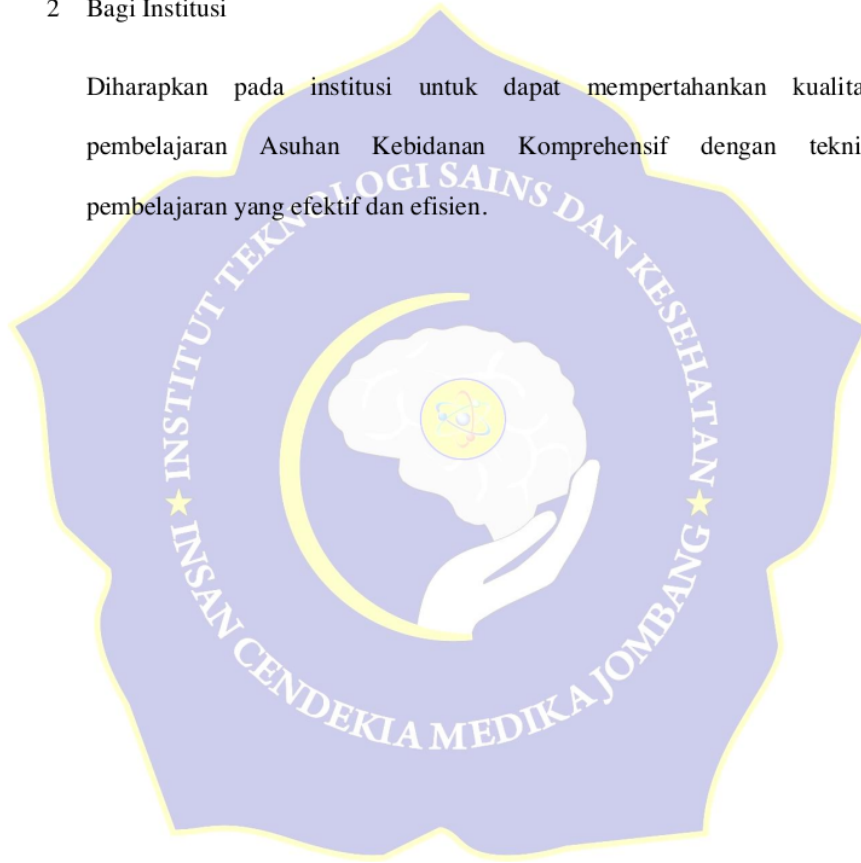 2 Bagi Institusi
Diharapkan pada institusi untuk dapat mempertahankan kualita
pembelajaran Asuhan Kebidanan Komprehensif dengan tekni
pembelajaran yang efektif dan efisien.
INSTITUT TEKNOLOGI SAINS DAN KESEHATAN
INSAN CENDEKIA MEDIKA JOMBANG